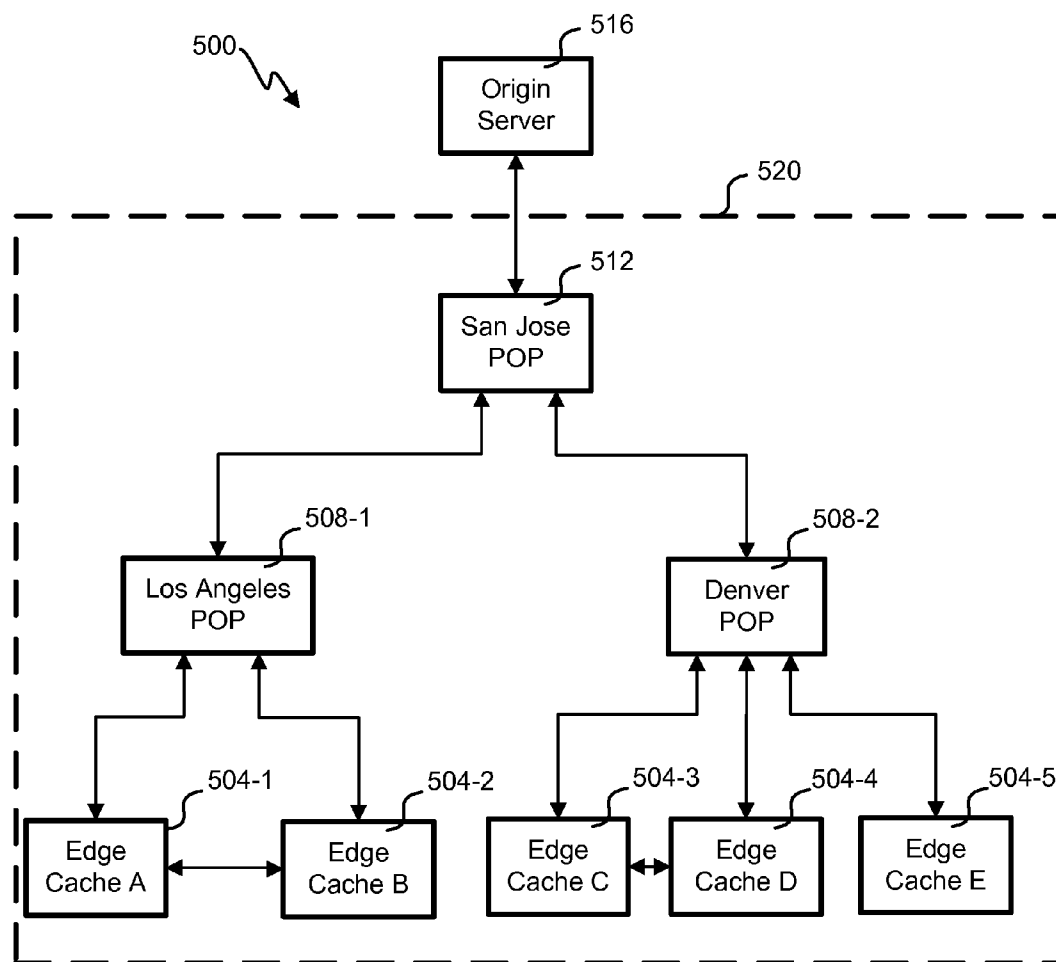 516
500
Origin
Server
520
512
San Jose
POP
508-1
508-2
Los Angeles
POP
Denver
POP
504-1
504-2
504-3
504-4
504-5
Edge
Cache A
Edge
Cache B
Edge
Cache C
Edge
Cache D
Edge
Cache E